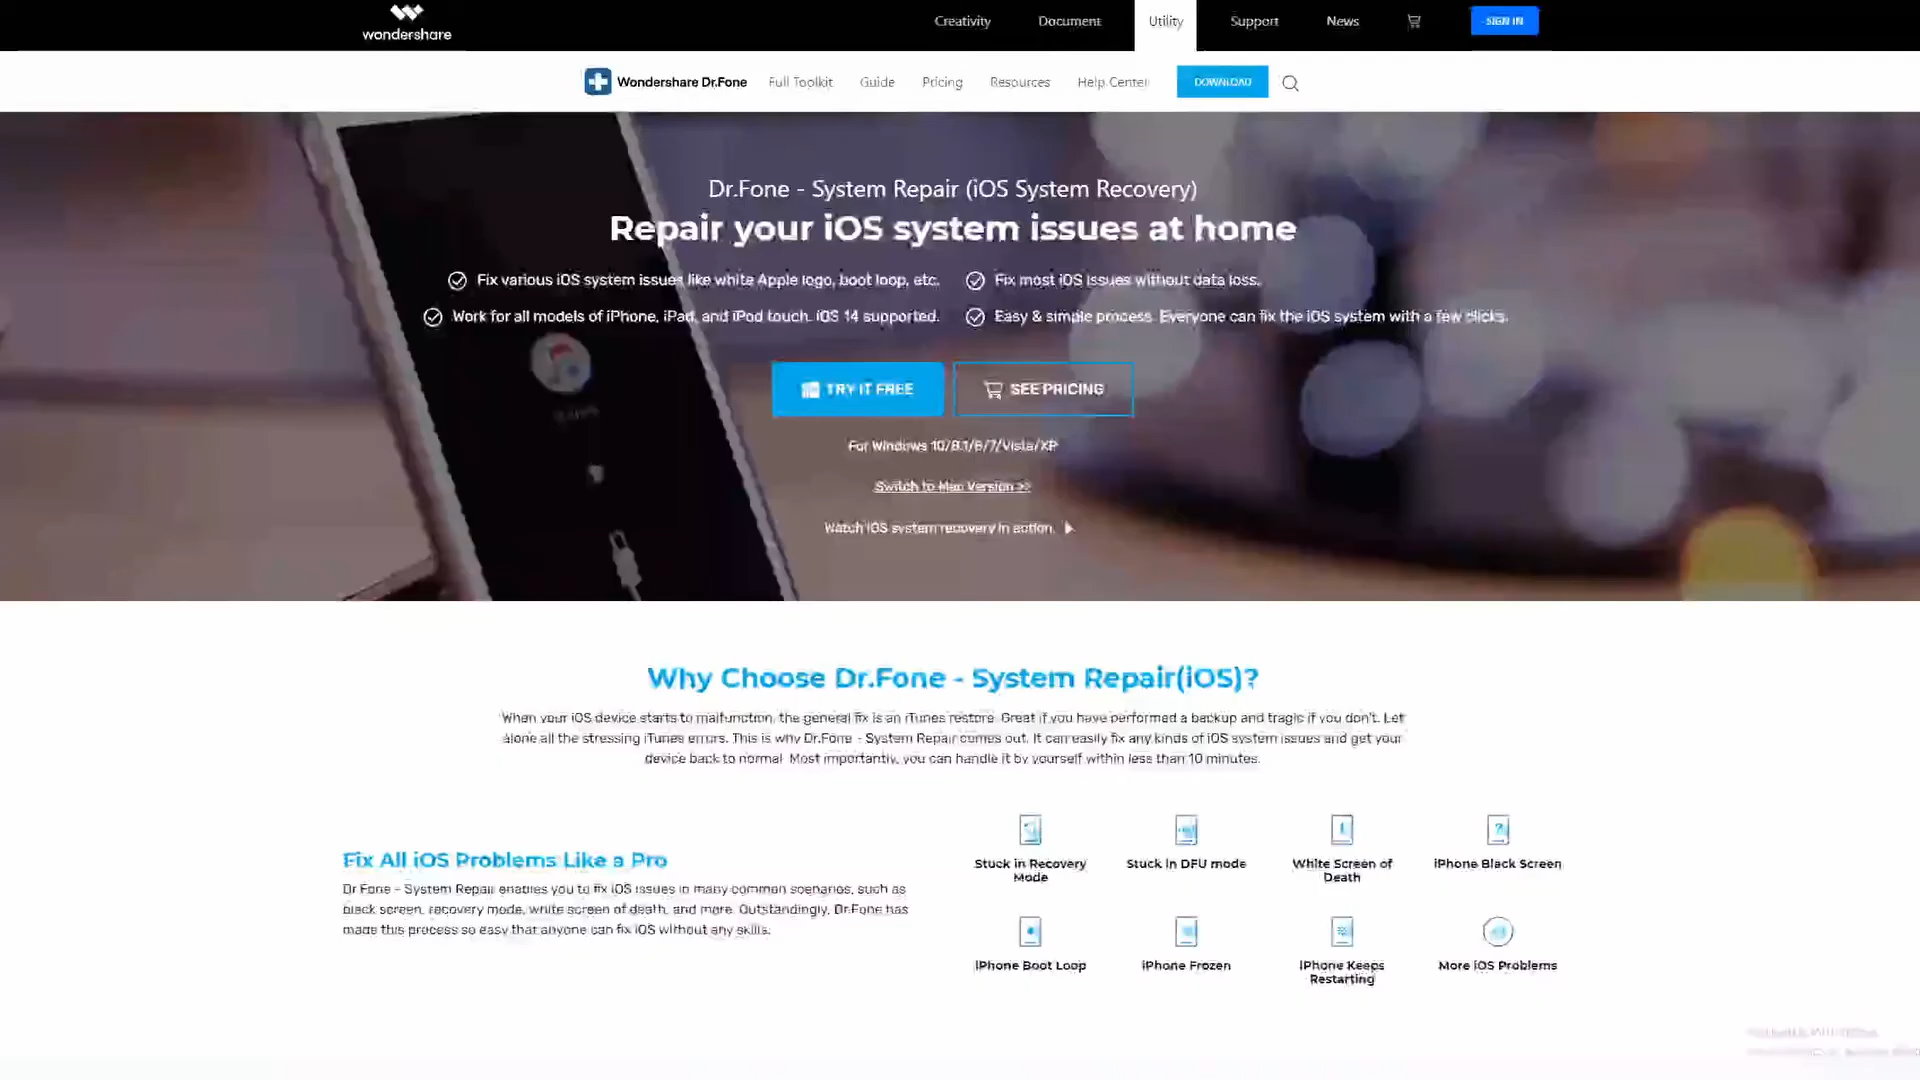 wondershare
Creativity Document Utility Support News SIGN IN
Wondershare Dr.Fone Full Toolkit Guide Pricing Resources Help Center DOWNLOAD
Dr.Fone - System Repair (iOS System Recovery)
Repair your iOS system issues at home
Fix various iOS system issues like white Apple logo, boot loop, etc.
Fix most iOS issues without data loss.
Work for all models of iPhone, iPad, and iPod touch. iOS 14 supported.
Easy & simple process. Everyone can fix the iOS system with a few clicks.
TRY IT FREE SEE PRICING
For Windows 10/8.1/8/7/Vista/XP
Switch to Mac Version >>
Watch iOS system recovery in action.
Why Choose Dr.Fone - System Repair(iOS)?
When your iOS device starts to malfunction, the general fix is an iTunes restore. Great if you have performed a backup and tragic if you don't. Let
alone all the stressing iTunes errors. This is why Dr.Fone - System Repair comes out. It can easily fix any kinds of iOS system issues and get your
device back to normal. Most importantly, you can handle it by yourself within less than 10 minutes.
Fix All iOS Problems Like a Pro
Dr.Fone - System Repair enables you to fix iOS issues in many common scenarios, such as
black screen, recovery mode, white screen of death, and more. Outstandingly, Dr.Fone has
made this process so easy that anyone can fix iOS without any skills.
Stuck in Recovery
Mode
Stuck in DFU mode
White Screen of
Death
iPhone Black Screen
iPhone Boot Loop
iPhone Frozen
iPhone Keeps
Restarting
More iOS Problems